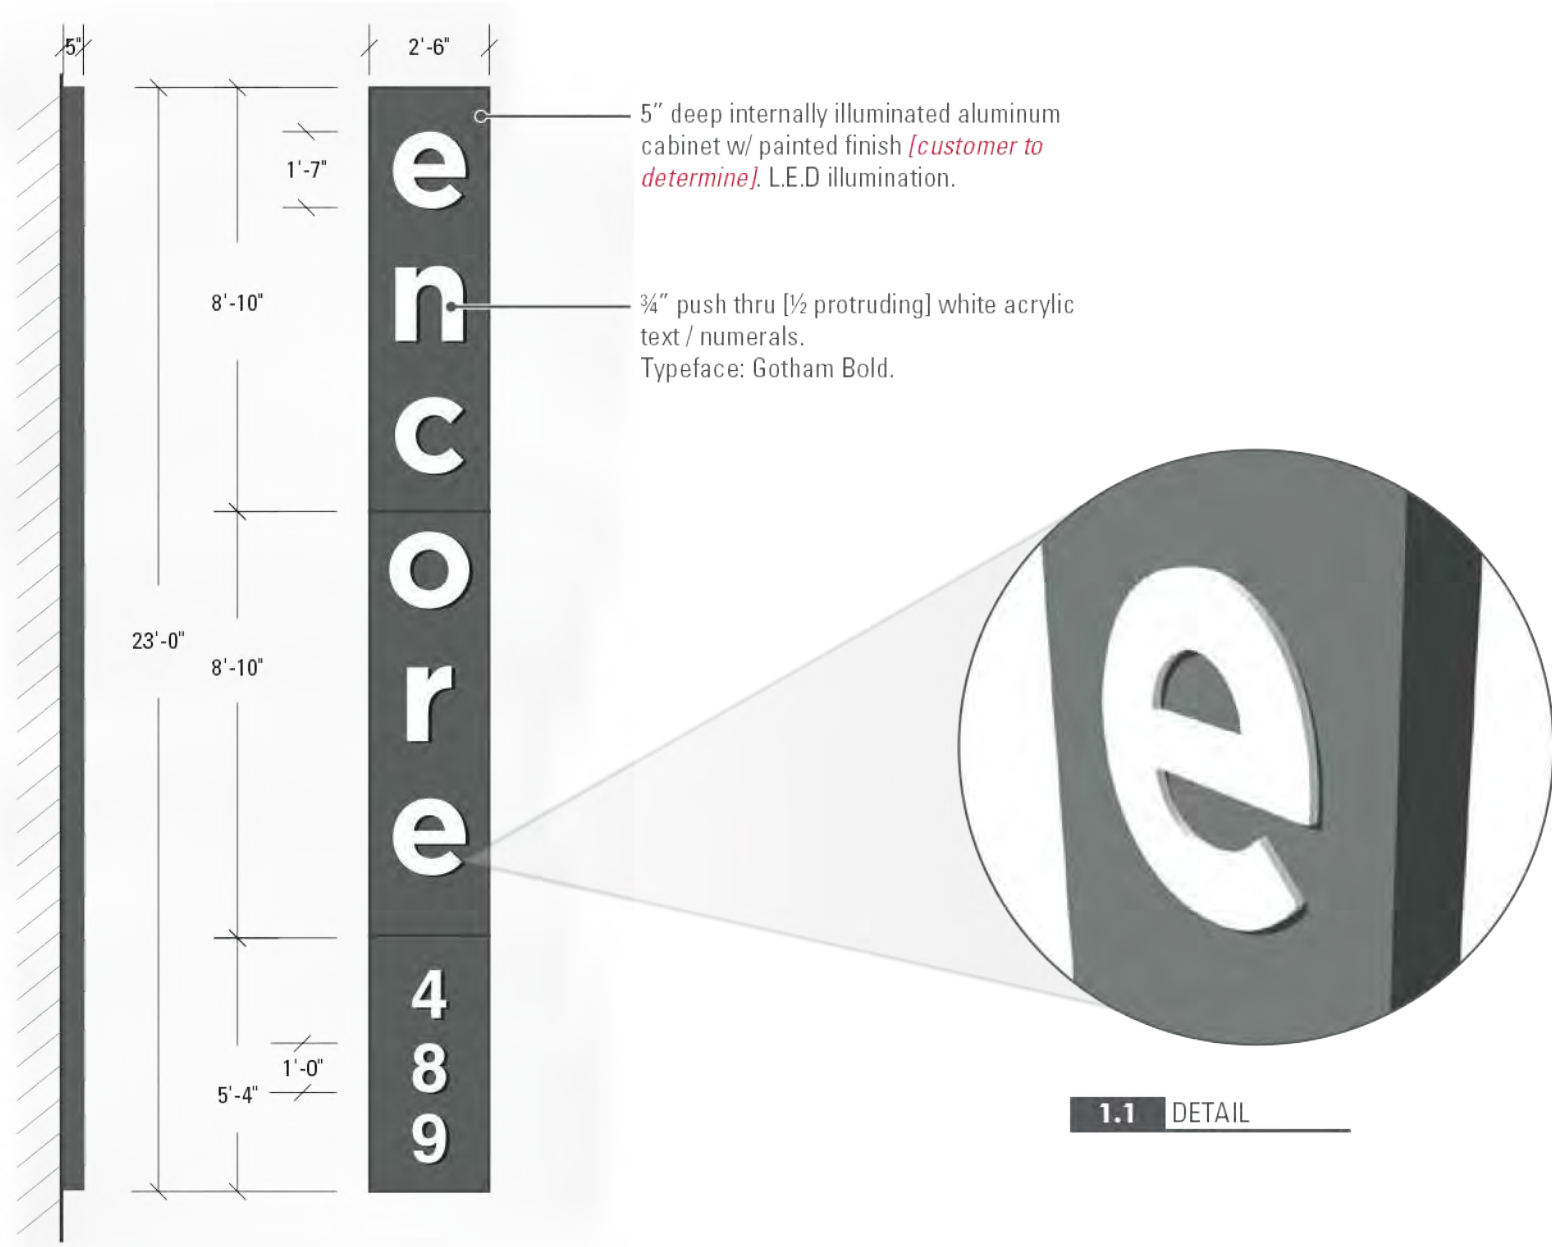 5"
2'-6"
5” deep internally illuminated aluminum
cabinet w/ painted finish [customer to
determine]. L.E.D illumination.
1'-7"
8'-10"
¾” push thru [½ protruding] white acrylic
text / numerals.
Typeface: Gotham Bold.
e
n
c
o
r
e
23'-0"
8'-10"
4
8
9
1'-0"
5'-4"
e
1.1 DETAIL